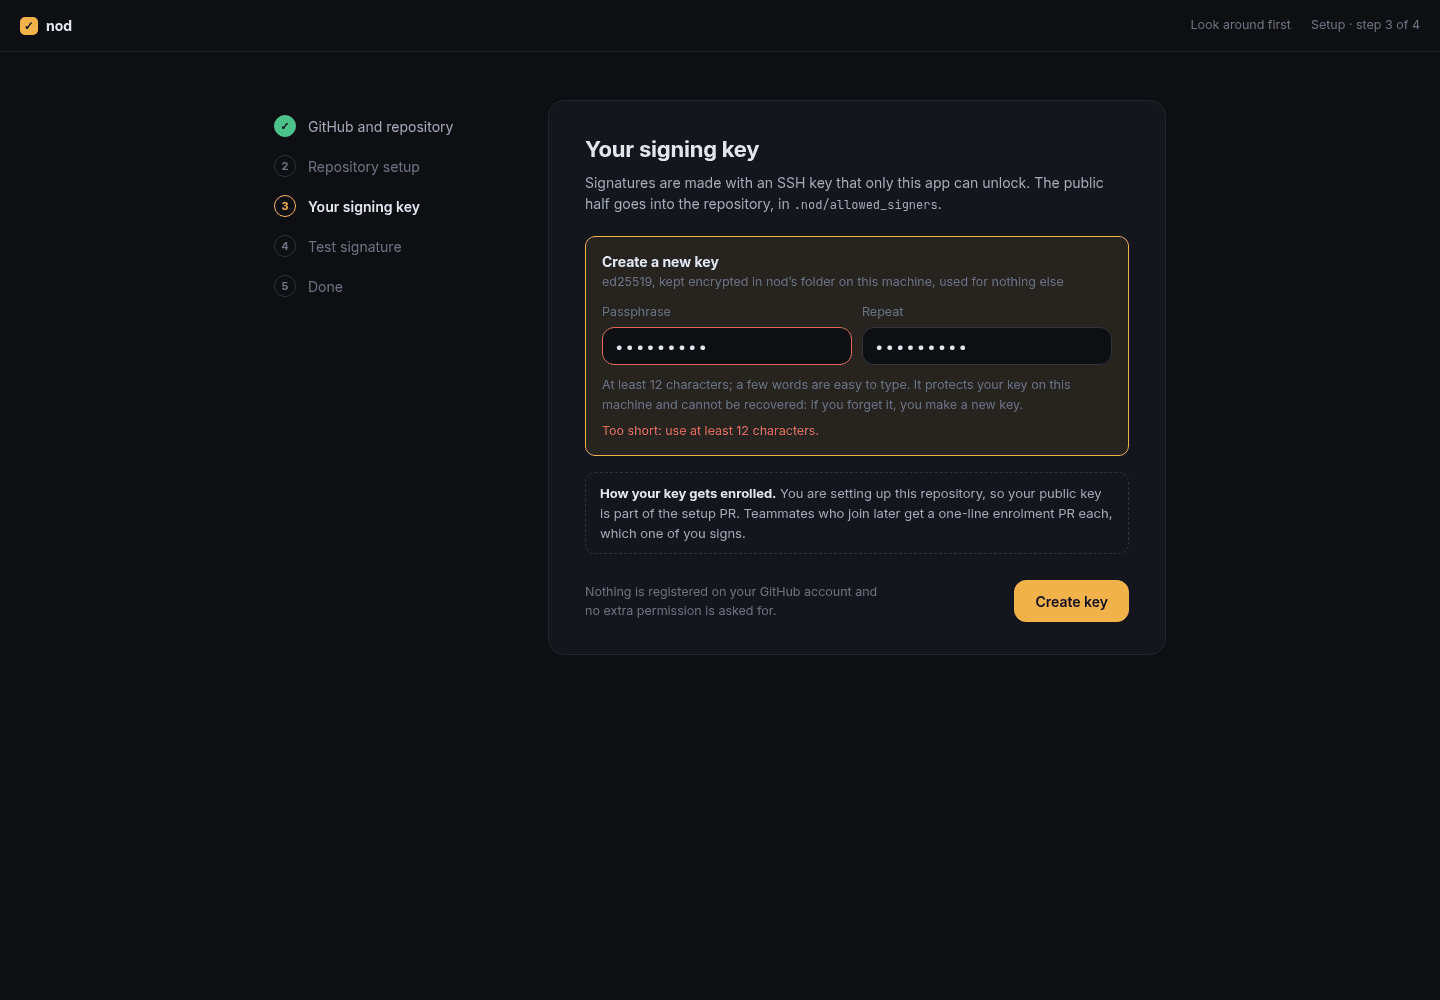 ✓ nod
Look around first
Setup · step 3 of 4
✓ GitHub and repository
2 Repository setup
3 Your signing key
4 Test signature
5 Done
Your signing key
Signatures are made with an SSH key that only this app can unlock. The public
half goes into the repository, in .nod/allowed_signers.
Create a new key
ed25519, kept encrypted in nod’s folder on this machine, used for nothing else
Passphrase
Repeat
•••••••••
•••••••••
At least 12 characters; a few words are easy to type. It protects your key on this
machine and cannot be recovered: if you forget it, you make a new key.
Too short: use at least 12 characters.
How your key gets enrolled. You are setting up this repository, so your public key
is part of the setup PR. Teammates who join later get a one-line enrolment PR each,
which one of you signs.
Nothing is registered on your GitHub account and
no extra permission is asked for.
Create key